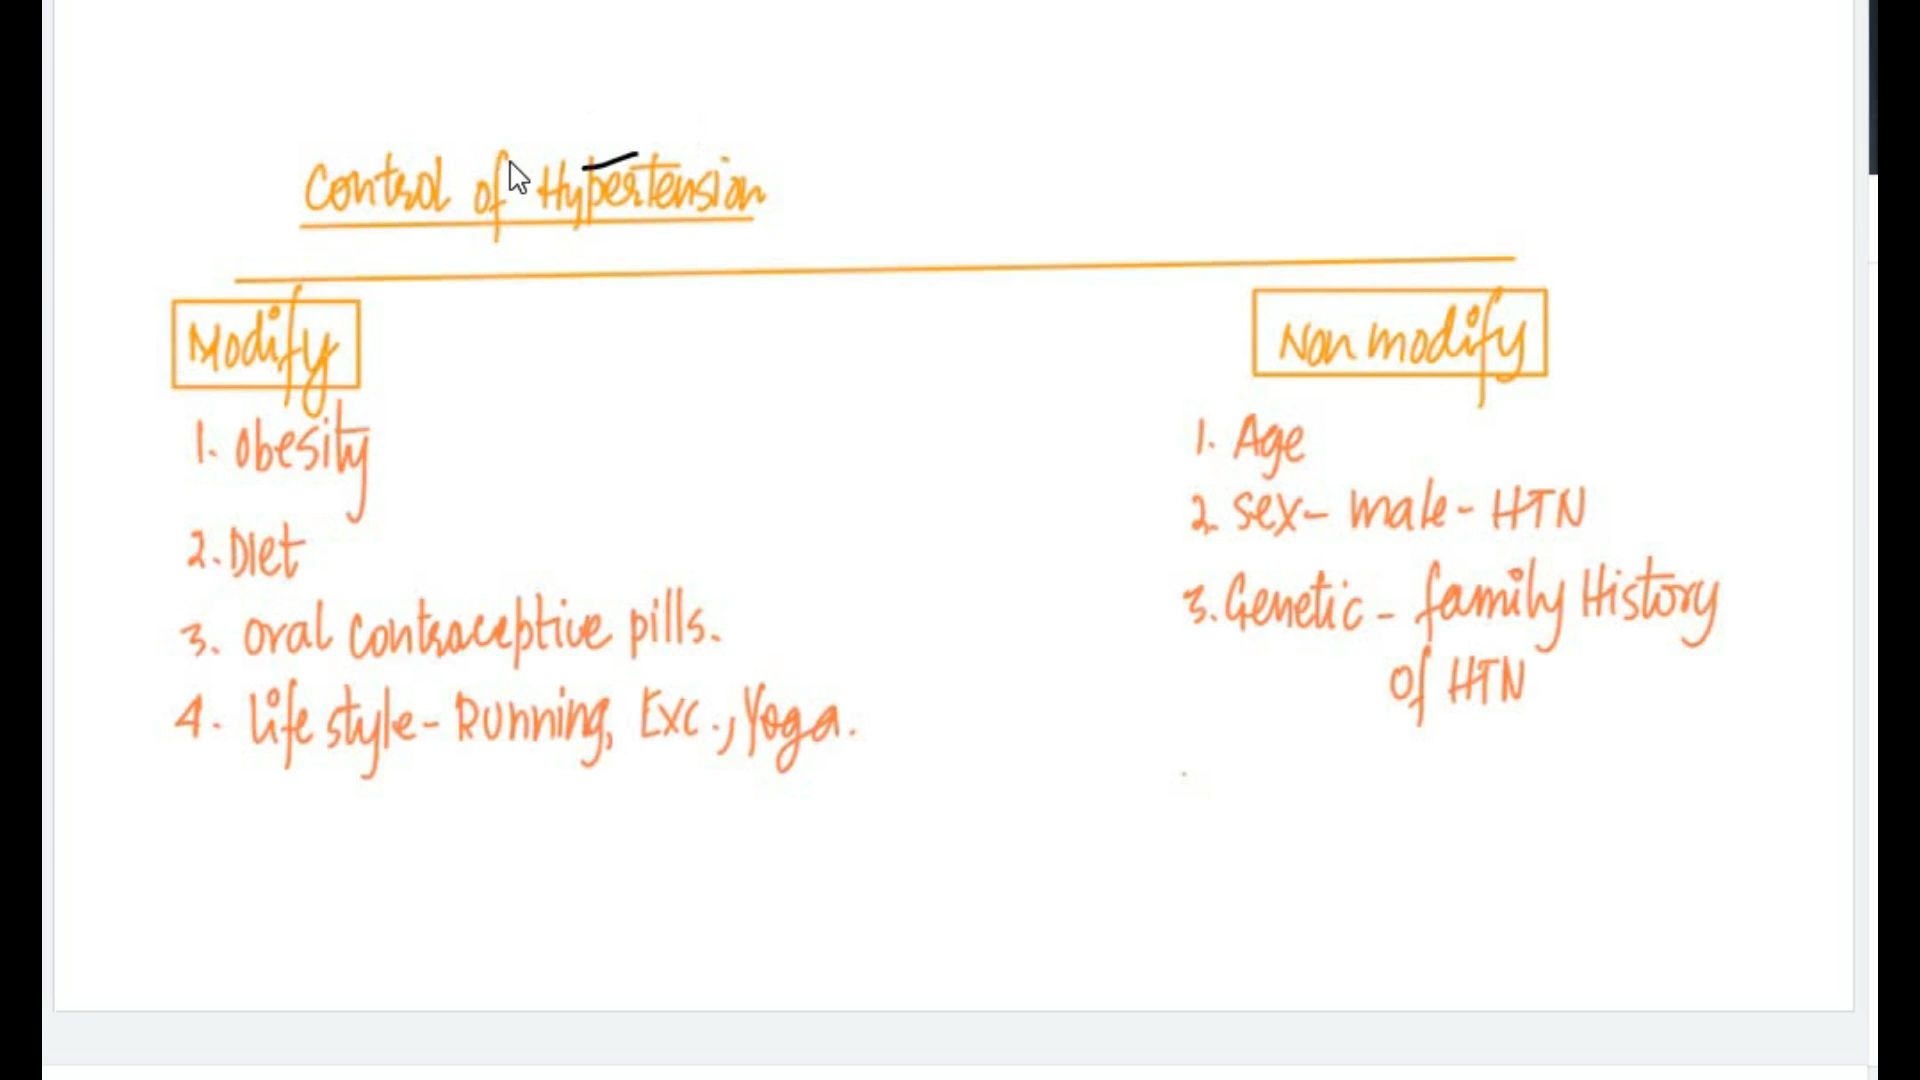 Control of Hypertension
Modify
1. Obesity
2. Diet
3. Oral contraceptive pills.
4. Life style - Running, Exc., Yoga.
Non modify
1. Age
2. Sex - male - HTN
3. Genetic - family History
of HTN